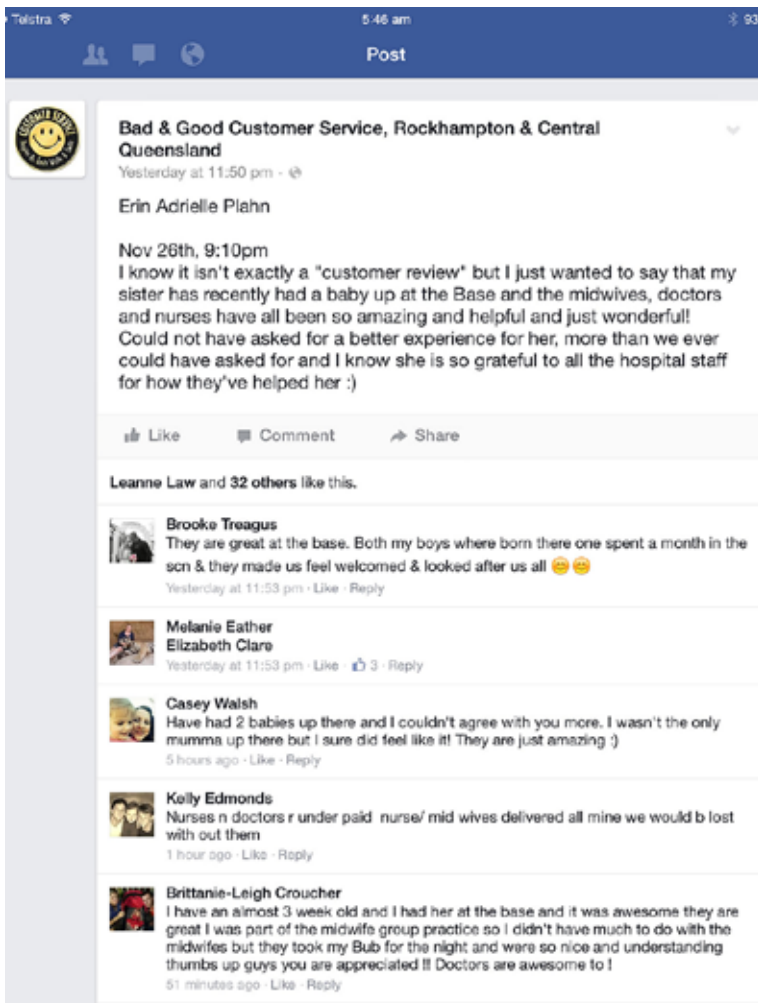 Telstra
5:46 am
93
Post
CUSTOMER SERVICE
Bad & Good Customer Service, Rockhampton & Central
Queensland
Yesterday at 11:50 pm ·
Erin Adrielle Plahn
Nov 26th, 9:10pm
I know it isn't exactly a "customer review" but I just wanted to say that my
sister has recently had a baby up at the Base and the midwives, doctors
and nurses have all been so amazing and helpful and just wonderful!
Could not have asked for a better experience for her, more than we ever
could have asked for and I know she is so grateful to all the hospital staff
for how they've helped her :)
Like Comment Share
Leanne Law and 32 others like this.
Brooke Treagus
They are great at the base. Both my boys where born there one spent a month in the
scn & they made us feel welcomed & looked after us all 😊😊
Yesterday at 11:53 pm · Like · Reply
Melanie Eather
Elizabeth Clare
Yesterday at 11:53 pm · Like · 3 · Reply
Casey Walsh
Have had 2 babies up there and I couldn't agree with you more. I wasn't the only
mumma up there but I sure did feel like it! They are just amazing :)
5 hours ago · Like · Reply
Kelly Edmonds
Nurses n doctors r under paid nurse/ mid wives delivered all mine we would b lost
with out them
1 hour ago · Like · Reply
Brittanie-Leigh Croucher
I have an almost 3 week old and I had her at the base and it was awesome they are
great I was part of the midwife group practice so I didn't have much to do with the
midwifes but they took my Bub for the night and were so nice and understanding
thumbs up guys you are appreciated !! Doctors are awesome to !
51 minutes ago · Like · Reply